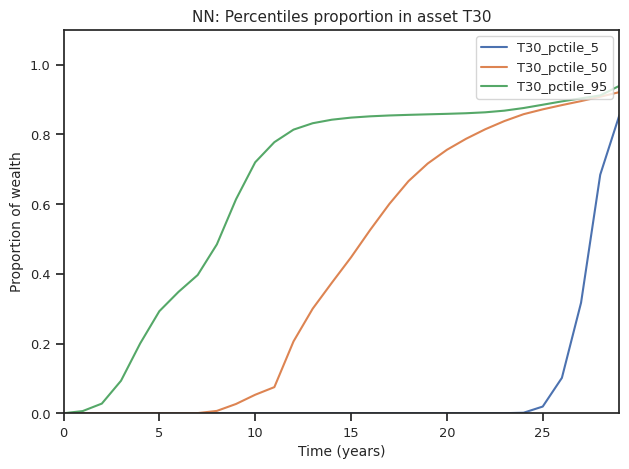 NN: Percentiles proportion in asset T30
T30_pctile_5
T30_pctile_50
T30_pctile_95
Proportion of wealth
1.0
0.8
0.6
0.4
0.2
0.0
0 5 10 15 20 25
Time (years)